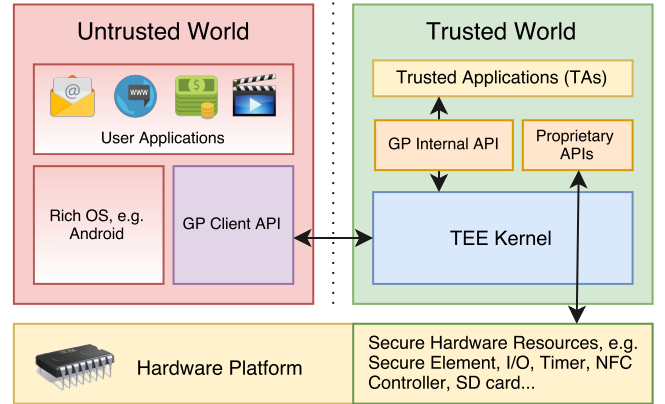 Untrusted World
@
WWW
$
User Applications
Rich OS, e.g.
Android
GP Client API
Trusted World
Trusted Applications (TAs)
GP Internal API
Proprietary
APIs
TEE Kernel
Hardware Platform
Secure Hardware Resources, e.g.
Secure Element, I/O, Timer, NFC
Controller, SD card...